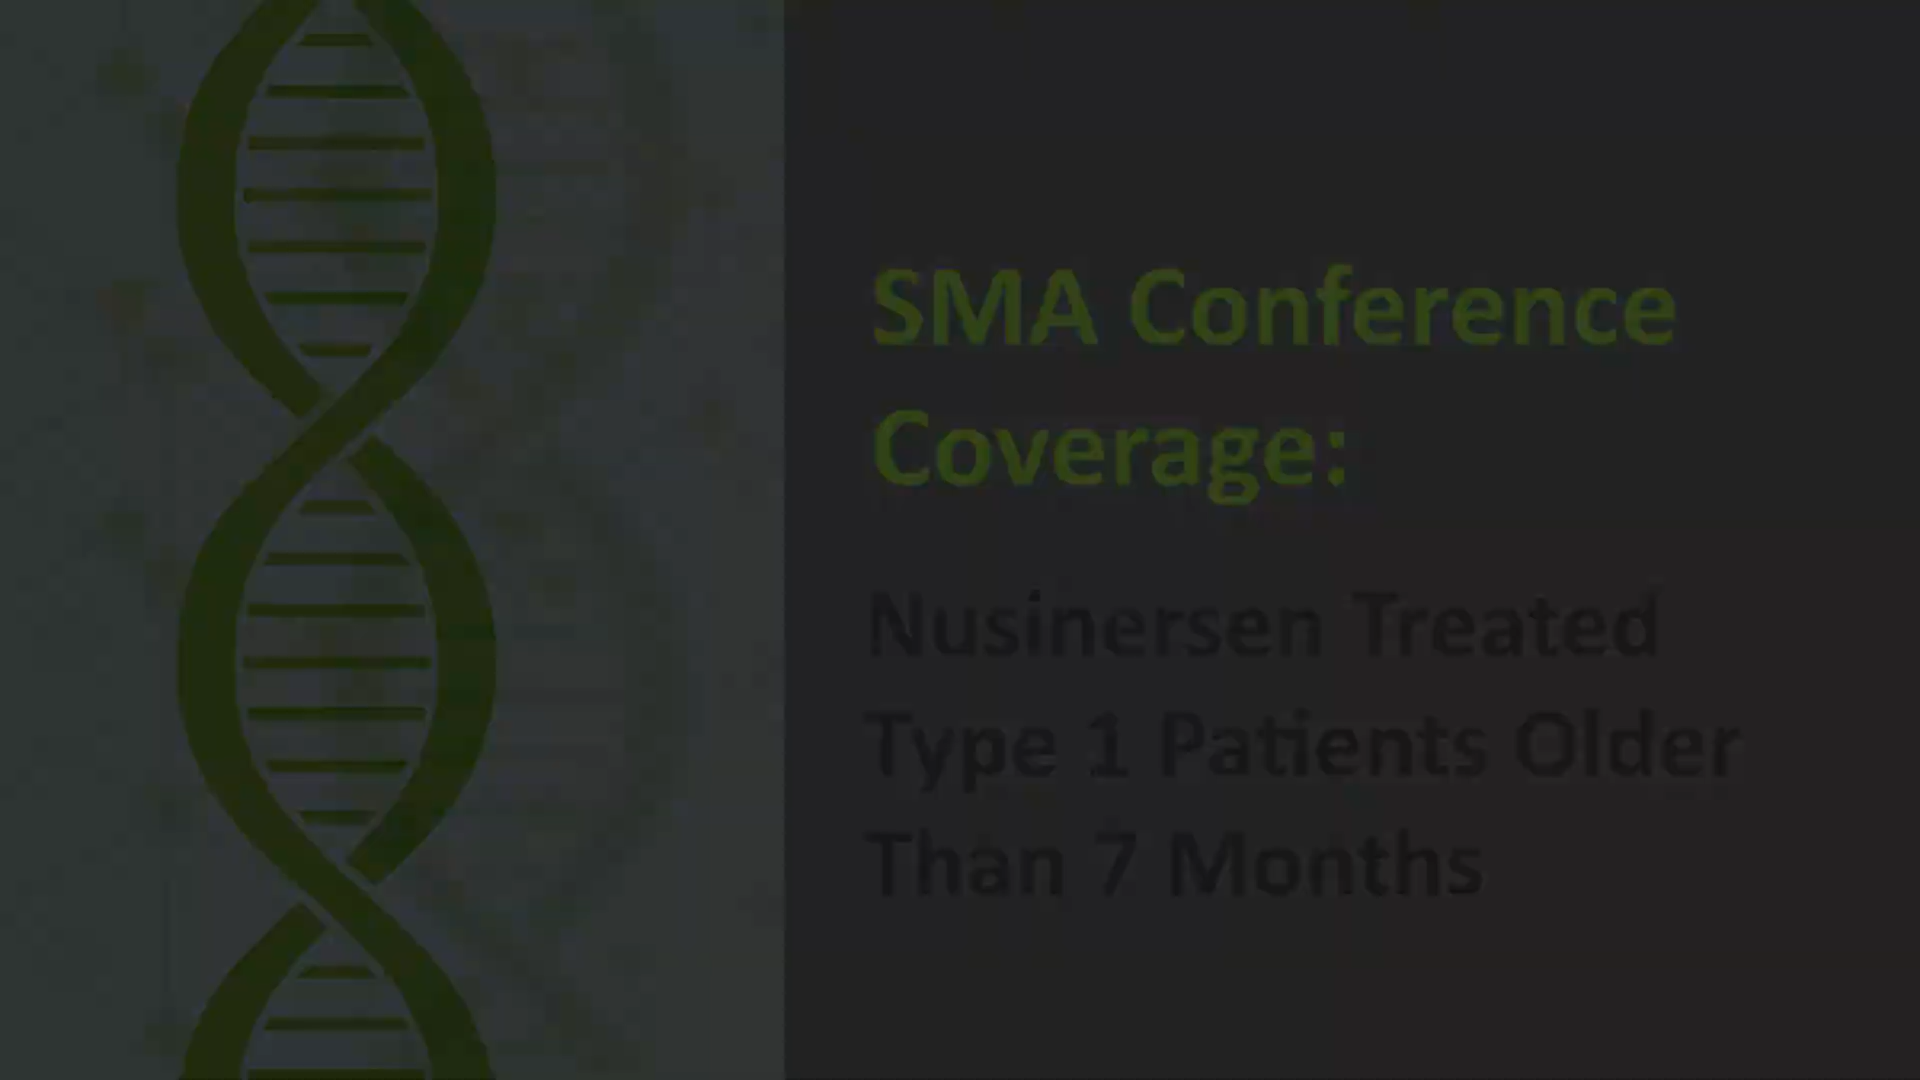 SMA Conference
Coverage:
Nusinersen Treated
Type 1 Patients Older
Than 7 Months